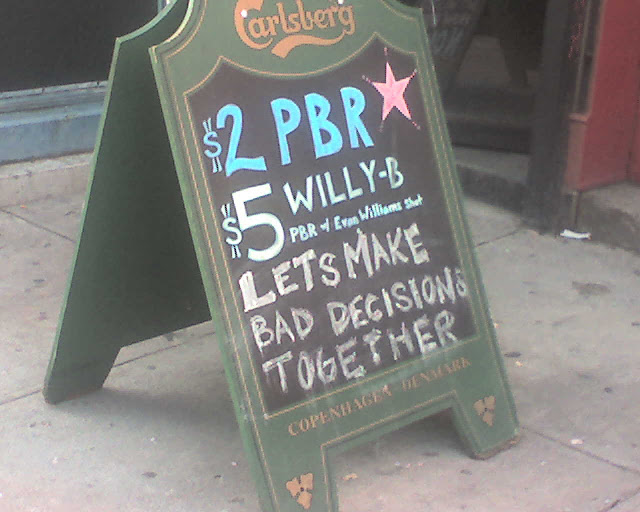 Carlsberg
$2 PBR
$5 WILLY-B
PBR w/ Evan Williams shot
LETS MAKE
BAD DECISIONS
TOGETHER
COPENHAGEN DENMARK